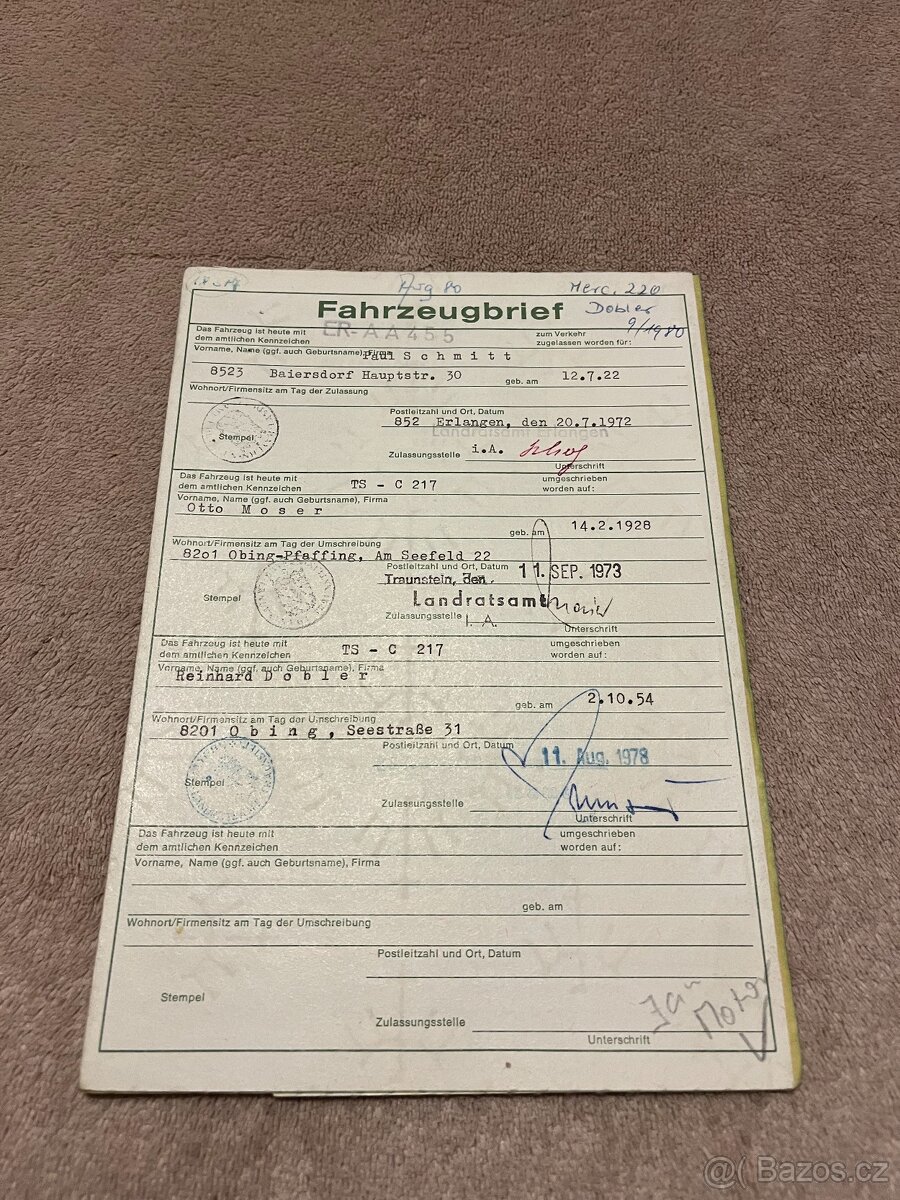 Aug 80
Merc. 220
Fahrzeugbrief
Dobler
9/1980
Das Fahrzeug ist heute mit
dem amtlichen Kennzeichen
ER-AA455
zum Verkehr
zugelassen worden für:
Vorname, Name (ggf. auch Geburtsname), Firma
Paul Schmitt
8523 Baiersdorf Hauptstr. 30
geb. am
12.7.22
Wohnort/Firmensitz am Tag der Zulassung
Postleitzahl und Ort, Datum
852 Erlangen, den 20.7.1972
Landratsamt Erlangen
Stempel
Zulassungsstelle
i.A.
Unterschrift
Das Fahrzeug ist heute mit
dem amtlichen Kennzeichen
TS - C 217
umgeschrieben
worden auf:
Vorname, Name (ggf. auch Geburtsname), Firma
Otto Moser
geb. am
14.2.1928
Wohnort/Firmensitz am Tag der Umschreibung
8201 Obing-Pfaffing, Am Seefeld 22
Postleitzahl und Ort, Datum
Traunstein, den
11. SEP. 1973
Landratsamt
Stempel
Zulassungsstelle
I. A.
Unterschrift
Das Fahrzeug ist heute mit
dem amtlichen Kennzeichen
TS - C 217
umgeschrieben
worden auf:
Vorname, Name (ggf. auch Geburtsname), Firma
Reinhard Dobler
geb. am
2.10.54
Wohnort/Firmensitz am Tag der Umschreibung
8201 Obing, Seestraße 31
Postleitzahl und Ort, Datum
11. Aug. 1978
Stempel
Zulassungsstelle
Unterschrift
Das Fahrzeug ist heute mit
dem amtlichen Kennzeichen
umgeschrieben
worden auf:
Vorname, Name (ggf. auch Geburtsname), Firma
geb. am
Wohnort/Firmensitz am Tag der Umschreibung
Postleitzahl und Ort, Datum
Stempel
Zulassungsstelle
Unterschrift
Bazos.cz